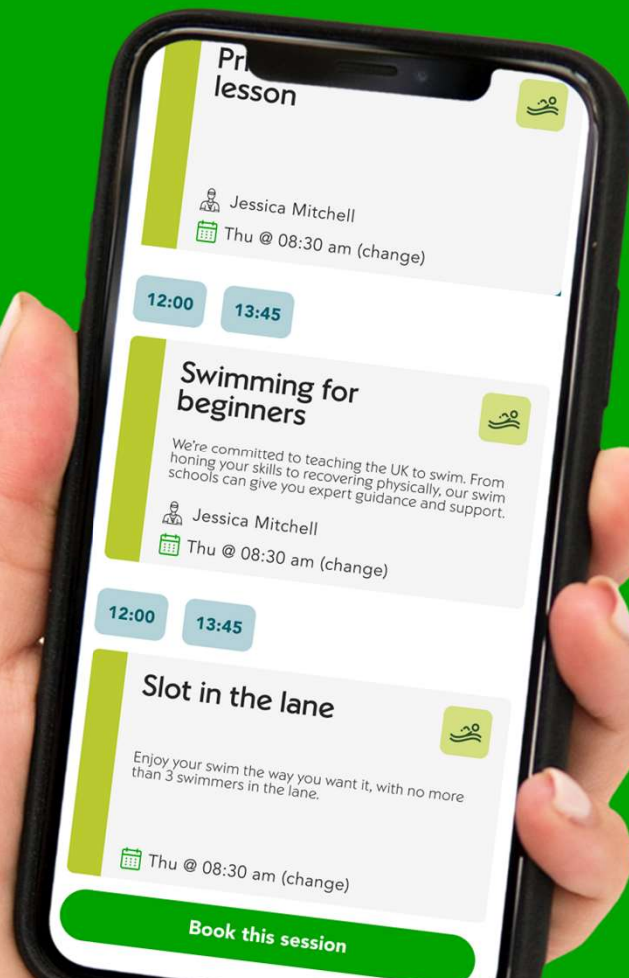 lesson
Jessica Mitchell
Thu @ 08:30 am (change)
12:00 13:45
Swimming for
beginners
We're committed to teaching the UK to swim. From
honing your skills to recovering physically, our swim
schools can give you expert guidance and support.
Jessica Mitchell
Thu @ 08:30 am (change)
12:00 13:45
Slot in the lane
Enjoy your swim the way you want it, with no more
than 3 swimmers in the lane.
Thu @ 08:30 am (change)
Book this session